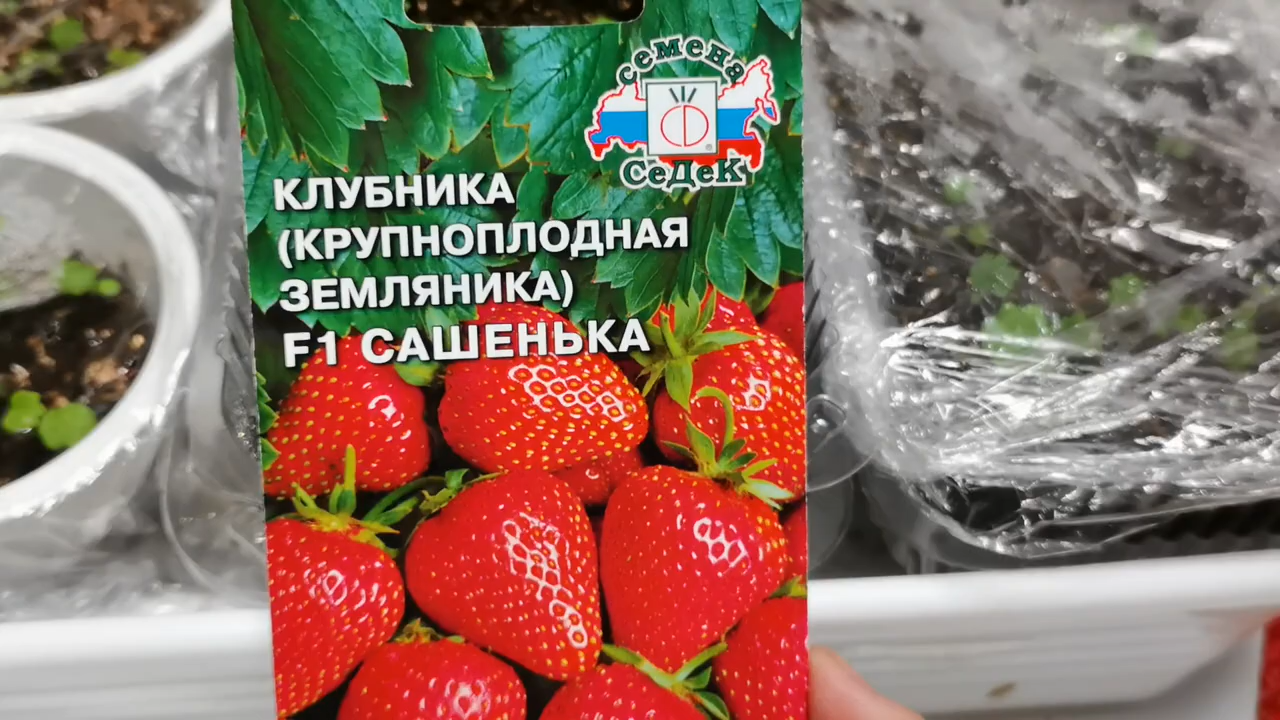 семена
СеДеК
КЛУБНИКА
(КРУПНОПЛОДНАЯ
ЗЕМЛЯНИКА)
F1 САШЕНЬКА